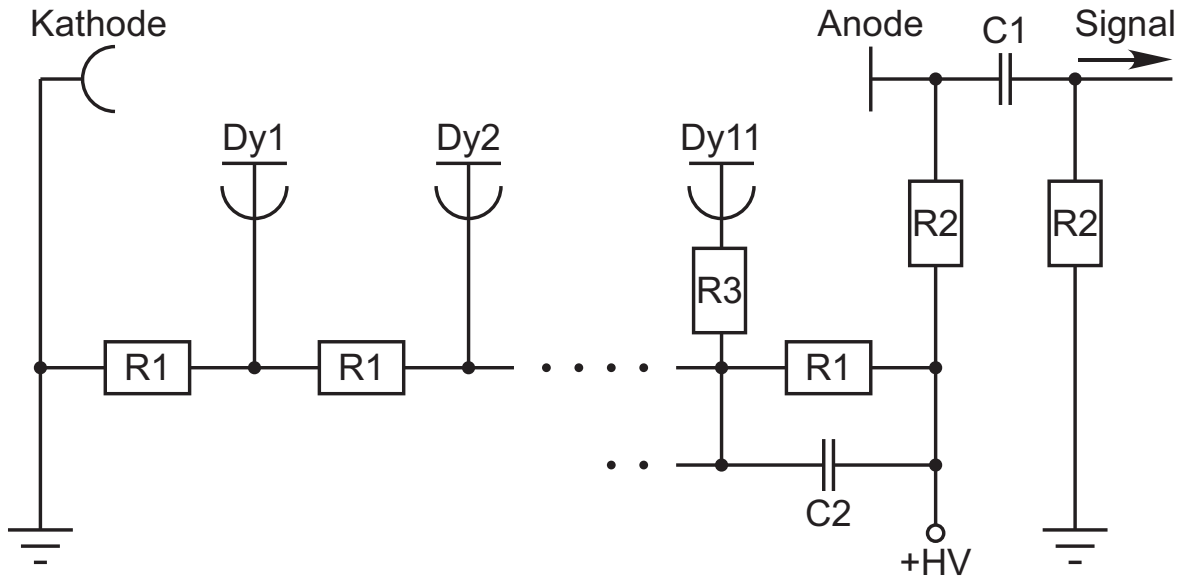 Kathode
Anode
C1
Signal
Dy1
Dy2
Dy11
R2
R2
R3
R1
R1
R1
C2
+HV